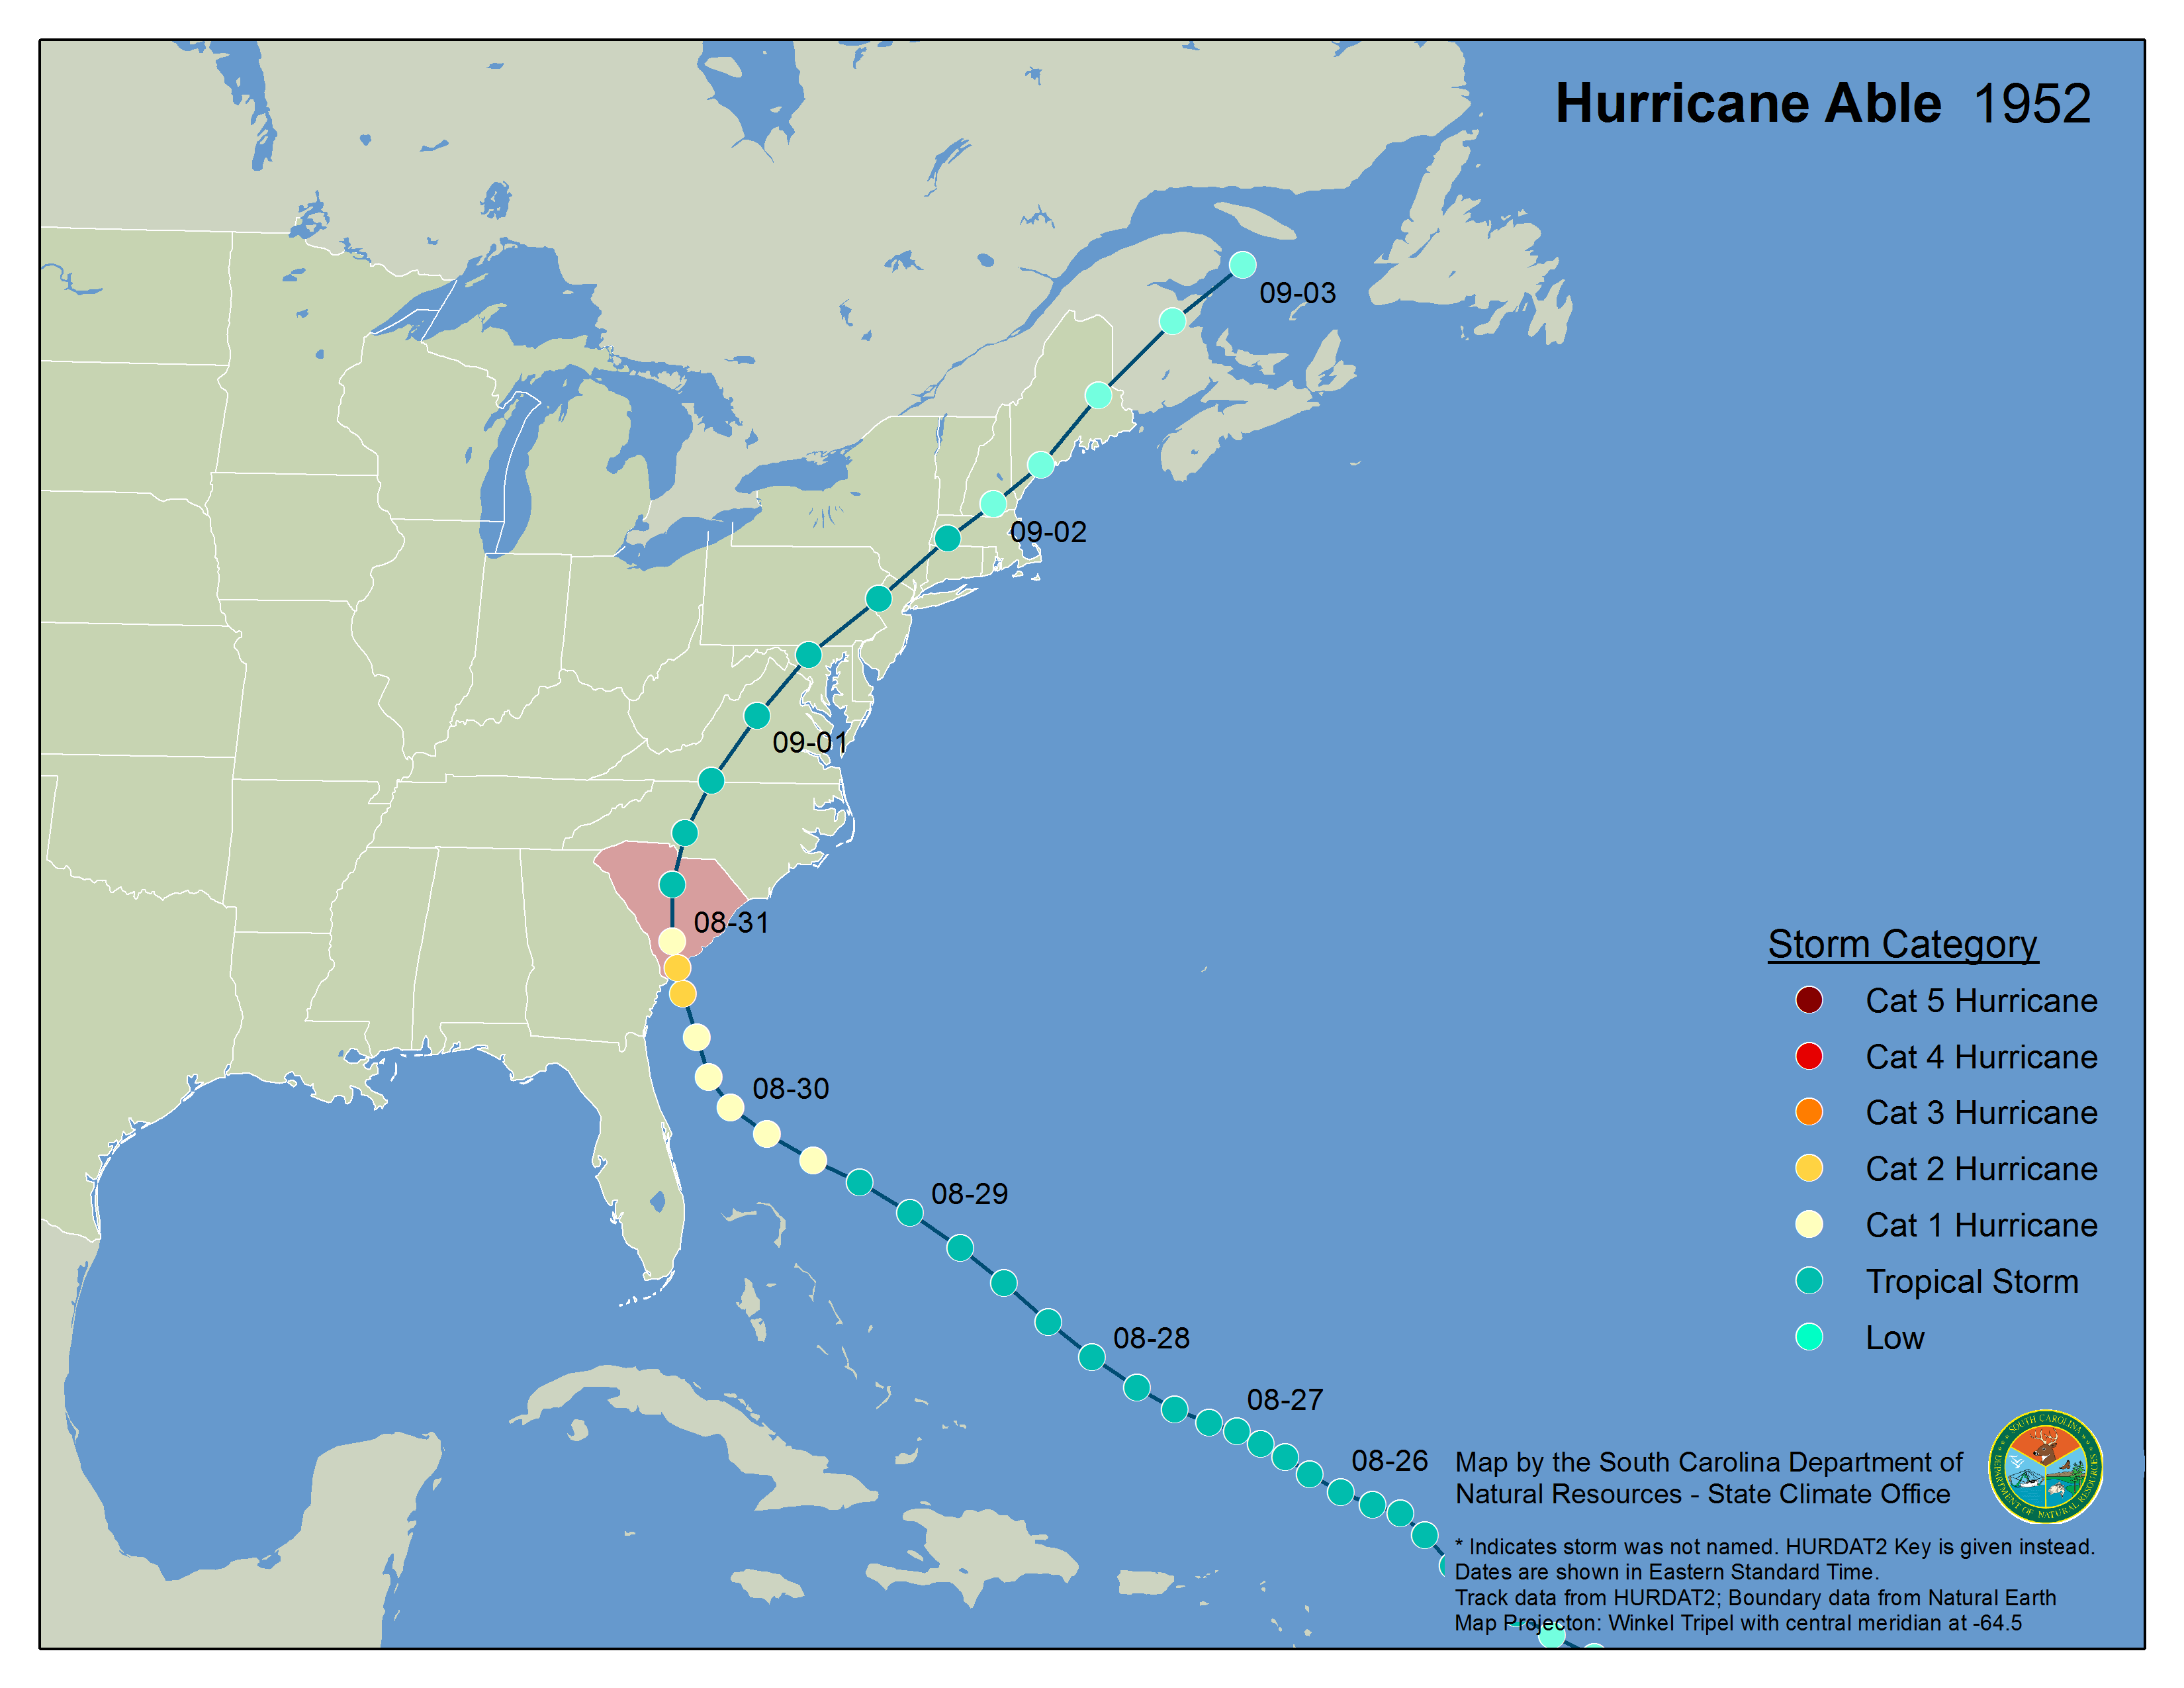 Hurricane Able 1952
09-03
09-02
09-01
08-31
08-30
08-29
08-28
08-27
08-26
Storm Category
Cat 5 Hurricane
Cat 4 Hurricane
Cat 3 Hurricane
Cat 2 Hurricane
Cat 1 Hurricane
Tropical Storm
Low
Map by the South Carolina Department of
Natural Resources - State Climate Office
SOUTH CAROLINA
DEPARTMENT OF NATURAL RESOURCES
* Indicates storm was not named. HURDAT2 Key is given instead.
Dates are shown in Eastern Standard Time.
Track data from HURDAT2; Boundary data from Natural Earth
Map Projecton: Winkel Tripel with central meridian at -64.5